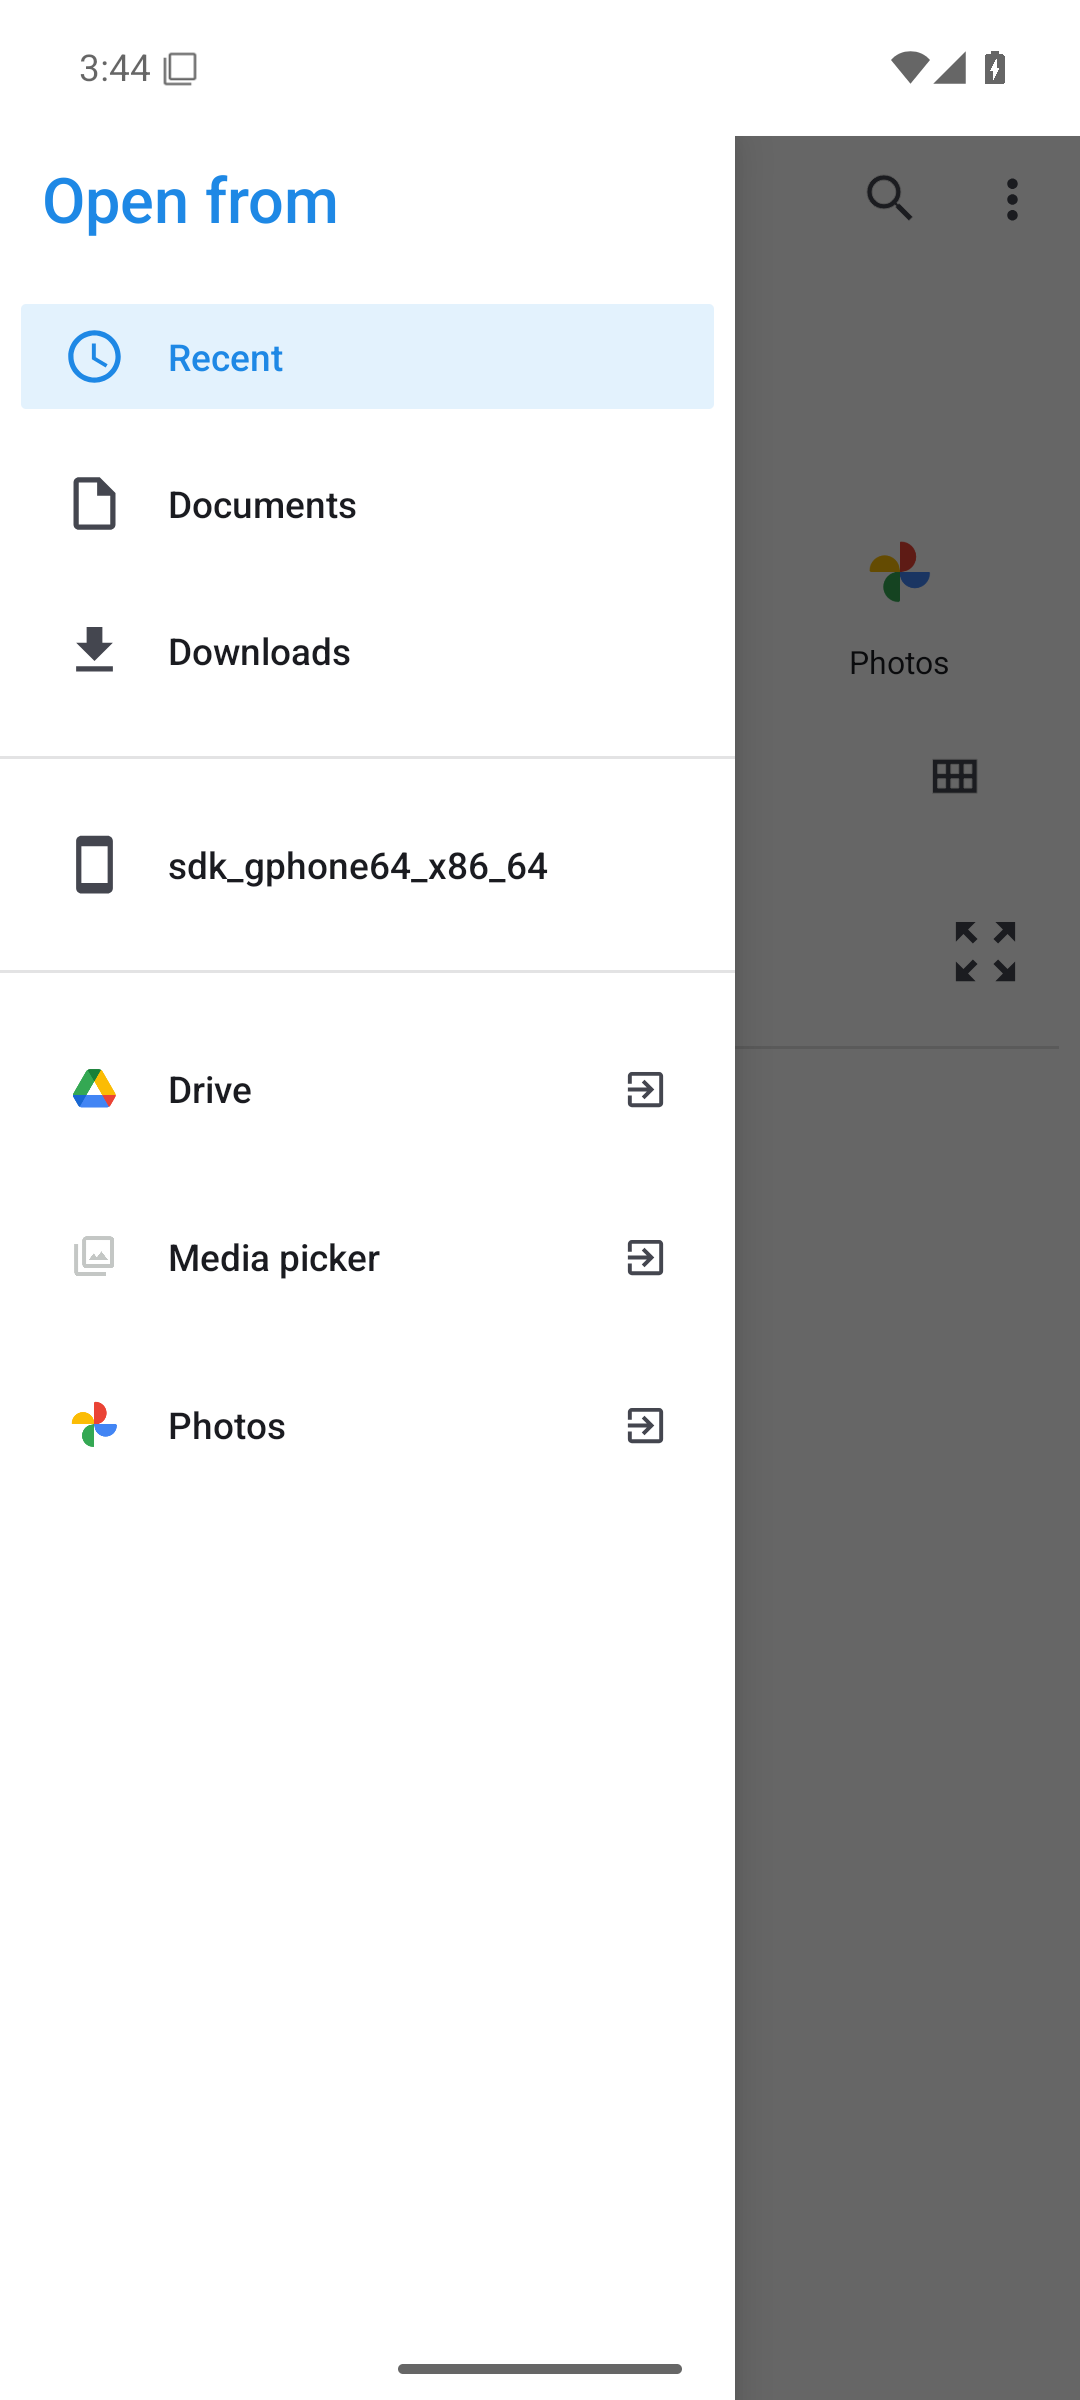 3:44
Open from
Recent
Documents
Downloads
Photos
sdk_gphone64_x86_64
Drive
Media picker
Photos